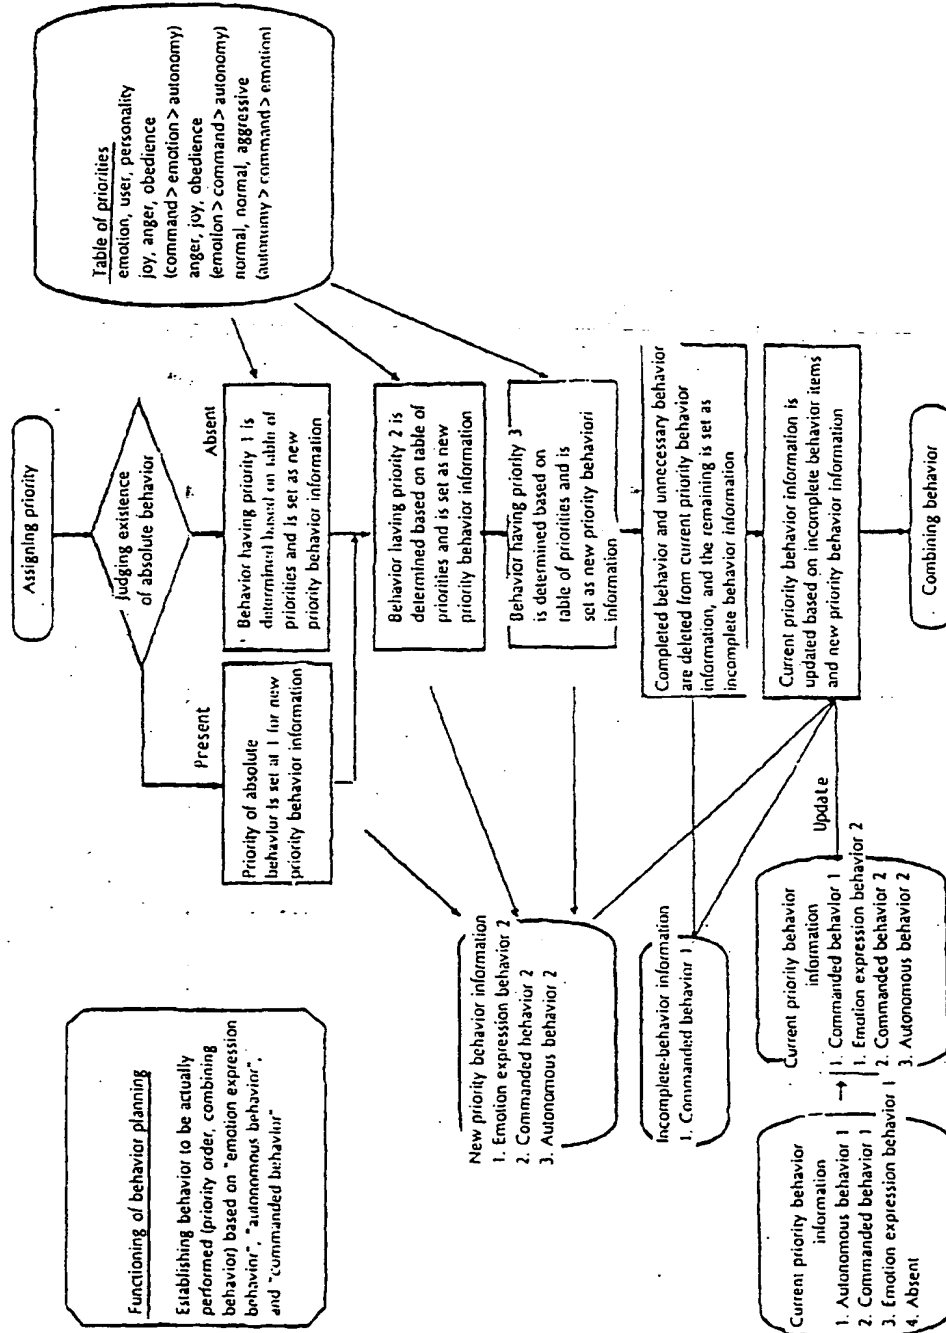 Functioning of behavior planning
Establishing behavior to be actually
performed (priority order, combining
behavior) based on "emotion expression
behavior", "autonomous behavior",
and "commanded behavior"
Assigning priority
Judging existence
of absolute behavior
Present
Absent
Priority of absolute
behavior is set at 1 for new
priority behavior information
Behavior having priority 1 is
determined based on table of
priorities and is set as new
priority behavior information
Table of priorities
emotion, user, personality
joy, anger, obedience
(command > emotion > autonomy)
anger, joy, obedience
(emotion > command > autonomy)
normal, normal, aggressive
(autonomy > command > emotion)
Behavior having priority 2 is
determined based on table of
priorities and is set as new
priority behavior information
Behavior having priority 3
is determined based on
table of priorities and is
set as new priority behaviori
information
New priority behavior information
1. Emotion expression behavior 2
2. Commanded behavior 2
3. Autonomous behavior 2
Completed behavior and unnecessary behavior
are deleted from current priority behavior
information, and the remaining is set as
incomplete behavior information
Incomplete-behavior information
1. Commanded behavior 1
Current priority behavior information is
updated based on incomplete behavior items
and new priority behavior information
Update
Current priority behavior
information
1. Autonomous behavior 1
2. Commanded behavior 1
3. Emotion expression behavior 1
4. Absent
Current priority behavior
information
1. Commanded behavior 1
1. Emotion expression behavior 2
2. Commanded behavior 2
3. Autonomous behavior 2
Combining behavior